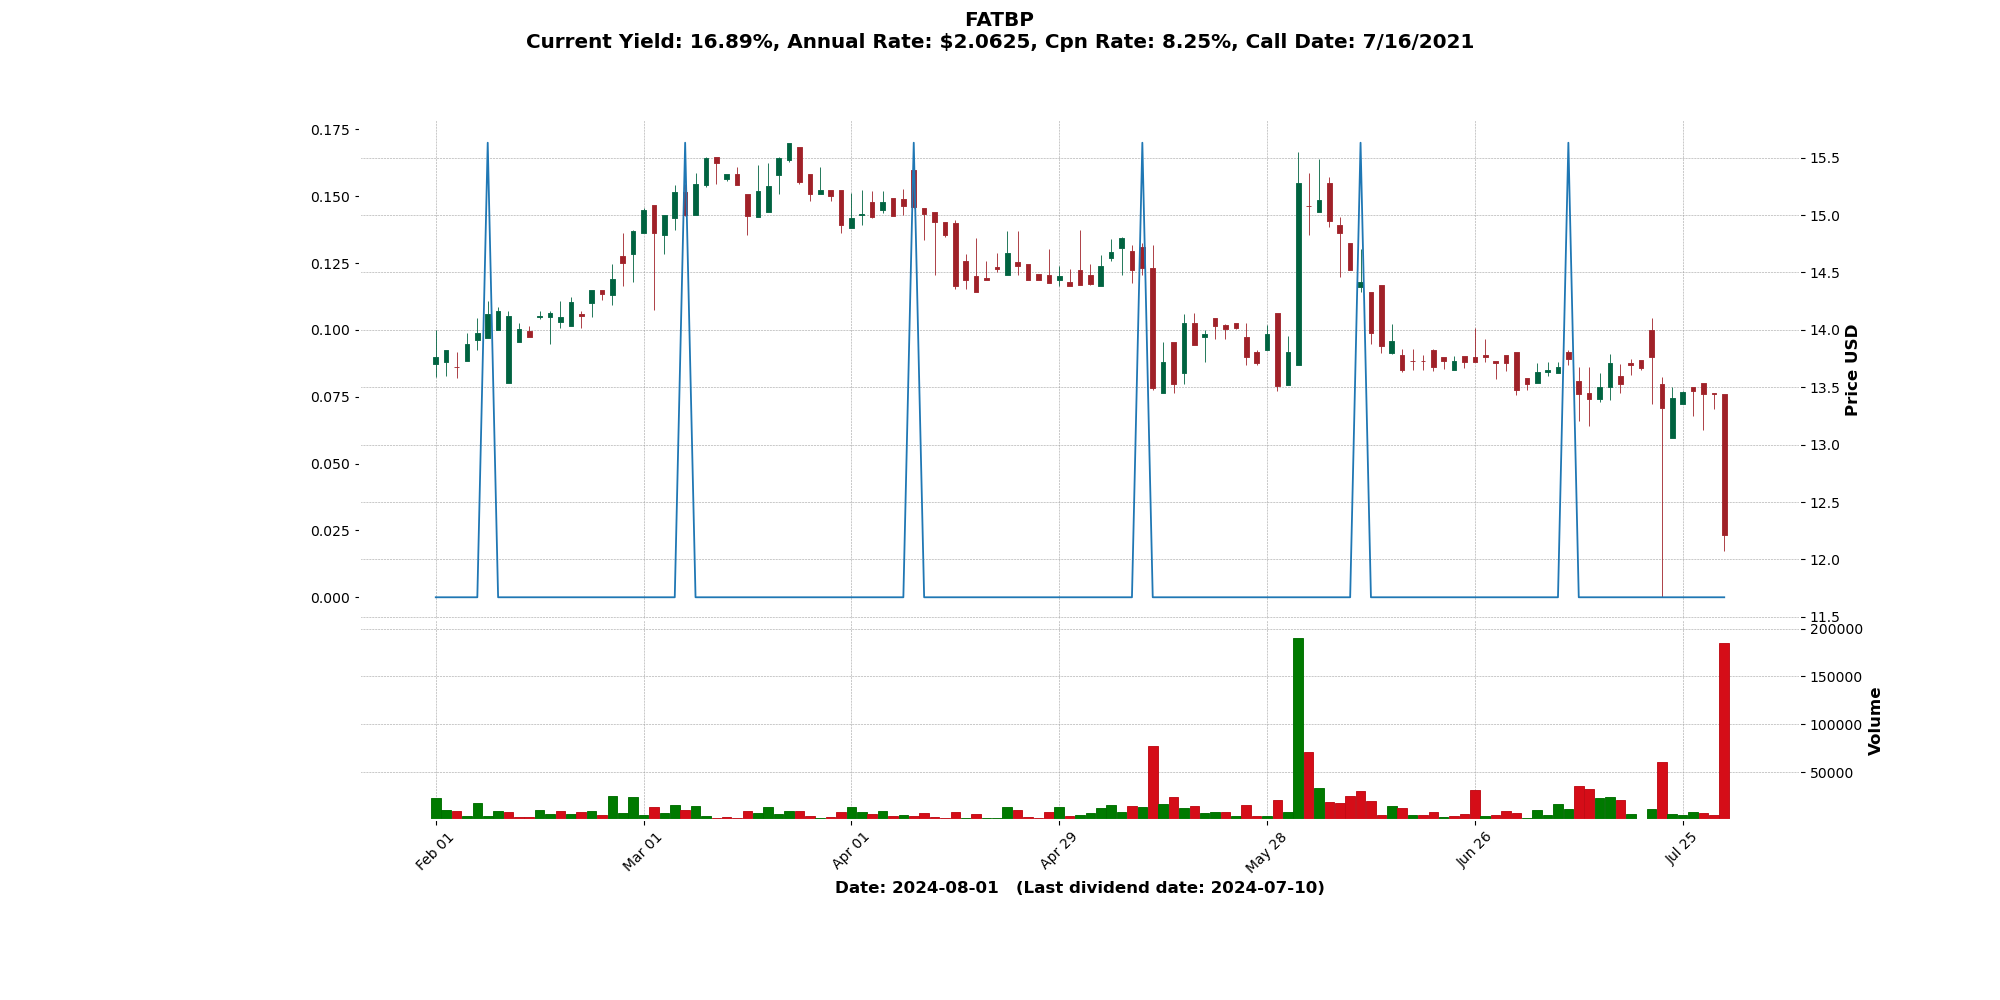 FATBP
Current Yield: 16.89%, Annual Rate: $2.0625, Cpn Rate: 8.25%, Call Date: 7/16/2021
0.175
0.150
0.125
0.100
0.075
0.050
0.025
0.000
15.5
15.0
14.5
14.0
13.5
13.0
12.5
12.0
11.5
Price USD
200000
150000
100000
50000
Volume
Feb 01
Mar 01
Apr 01
Apr 29
May 28
Jun 26
Jul 25
Date: 2024-08-01 (Last dividend date: 2024-07-10)